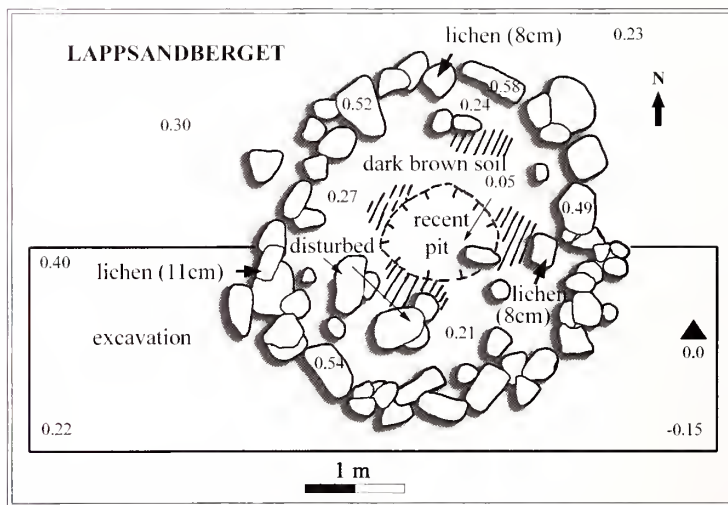 lichen (8cm)
0.23
LAPPSANDBERGET
N
0.58
0.52
0.24
0.30
dark brown soil
0.05
0.27
0.49
recent
pit
disturbed
0.40
lichen (11cm)
lichen
(8cm)
excavation
0.21
0.0
0.54
0.22
-0.15
1 m